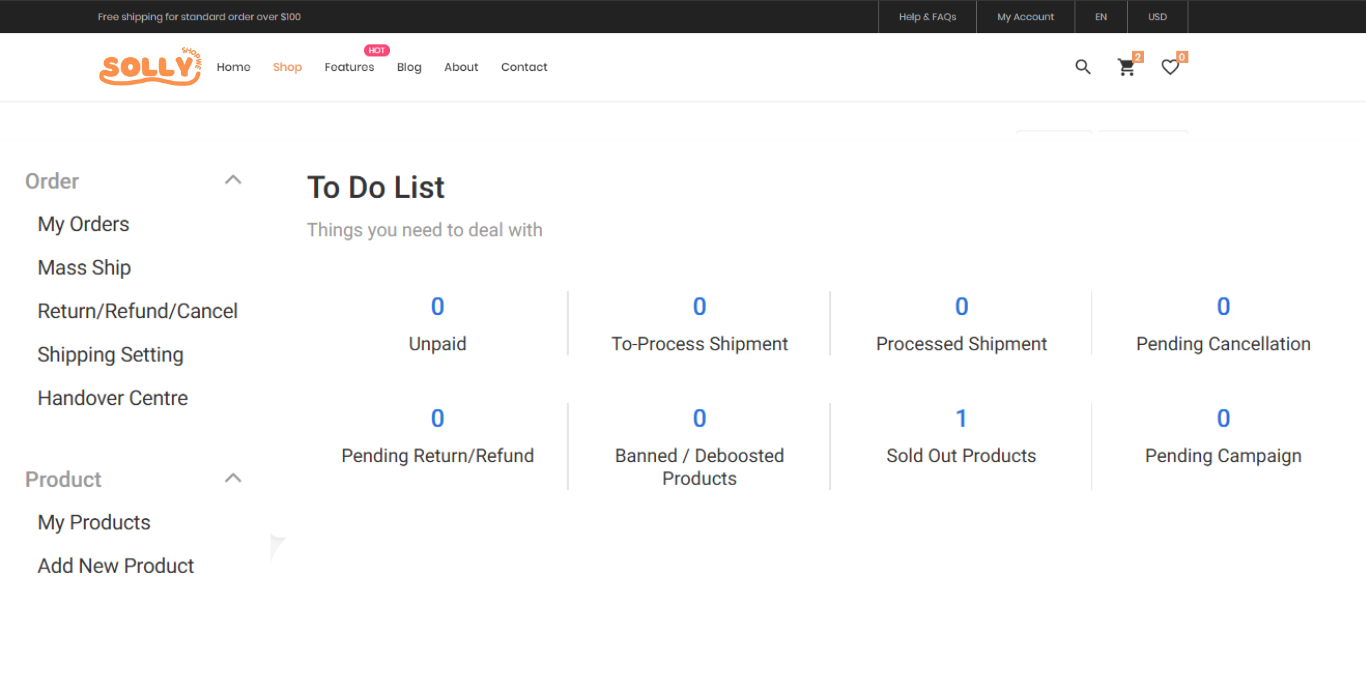 Free shipping for standard order over $100
Help & FAQs
My Account
EN
USD
SOLLY
SHOPWE
Home
Shop
Features
HOT
Blog
About
Contact
2
0
Order
My Orders
Mass Ship
Return/Refund/Cancel
Shipping Setting
Handover Centre
Product
My Products
Add New Product
To Do List
Things you need to deal with
0
Unpaid
0
To-Process Shipment
0
Processed Shipment
0
Pending Cancellation
0
Pending Return/Refund
0
Banned / Deboosted
Products
1
Sold Out Products
0
Pending Campaign